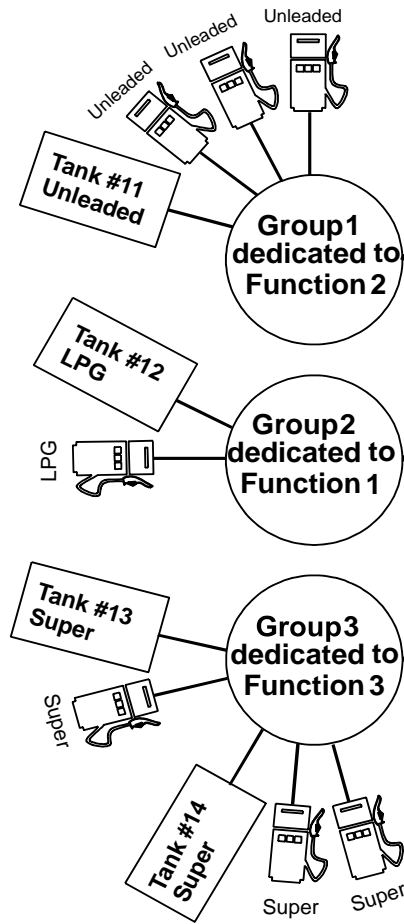 Unleaded
Unleaded
Unleaded
Tank #11
Unleaded
Group1
dedicated to
Function 2
Tank #12
LPG
LPG
Group2
dedicated to
Function 1
Tank #13
Super
Super
Group3
dedicated to
Function 3
Tank #14
Super
Super
Super